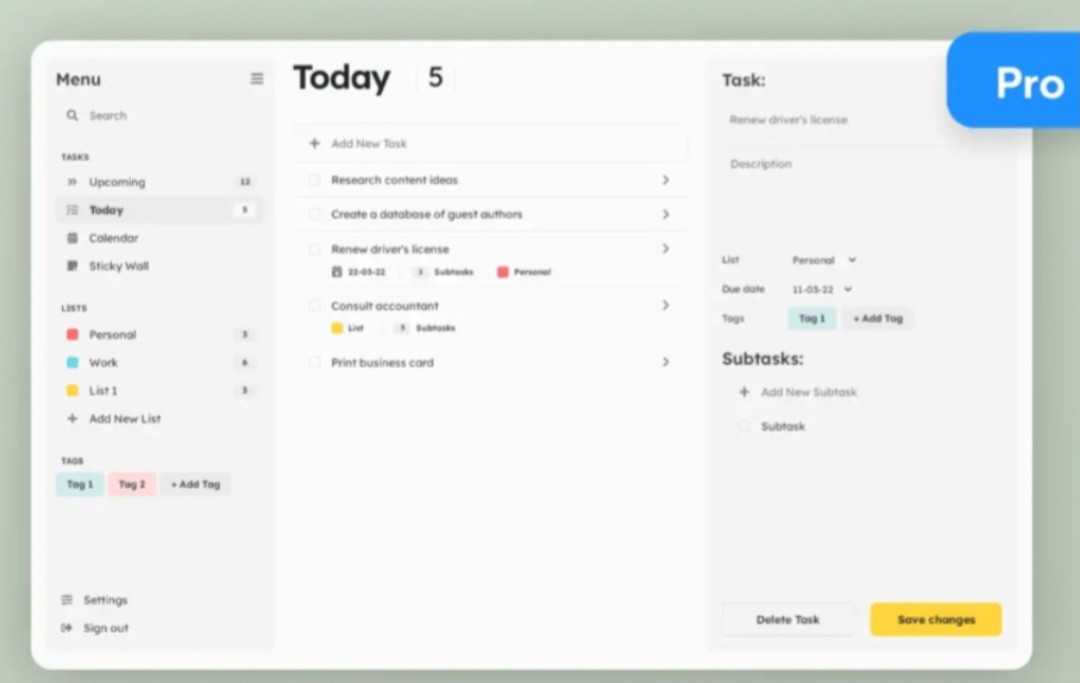 Menu
Search
TASKS
Upcoming 12
Today 5
Calendar
Sticky Wall
LISTS
Personal 3
Work 6
List 1 3
+ Add New List
TAGS
Tag 1 Tag 2 + Add Tag
Settings
Sign out
Today 5
+ Add New Task
Research content ideas
Create a database of guest authors
Renew driver's license
22-03-22 1 Subtasks Personal
Consult accountant
List 3 Subtasks
Print business card
Pro
Task:
Renew driver's license
Description
List Personal
Due date 11-03-22
Tags Tag 1 + Add Tag
Subtasks:
+ Add New Subtask
Subtask
Delete Task Save changes